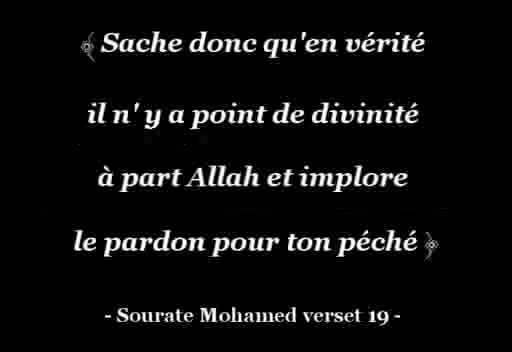 ﴾ Sache donc qu'en vérité
il n' y a point de divinité
à part Allah et implore
le pardon pour ton péché ﴿
- Sourate Mohamed verset 19 -